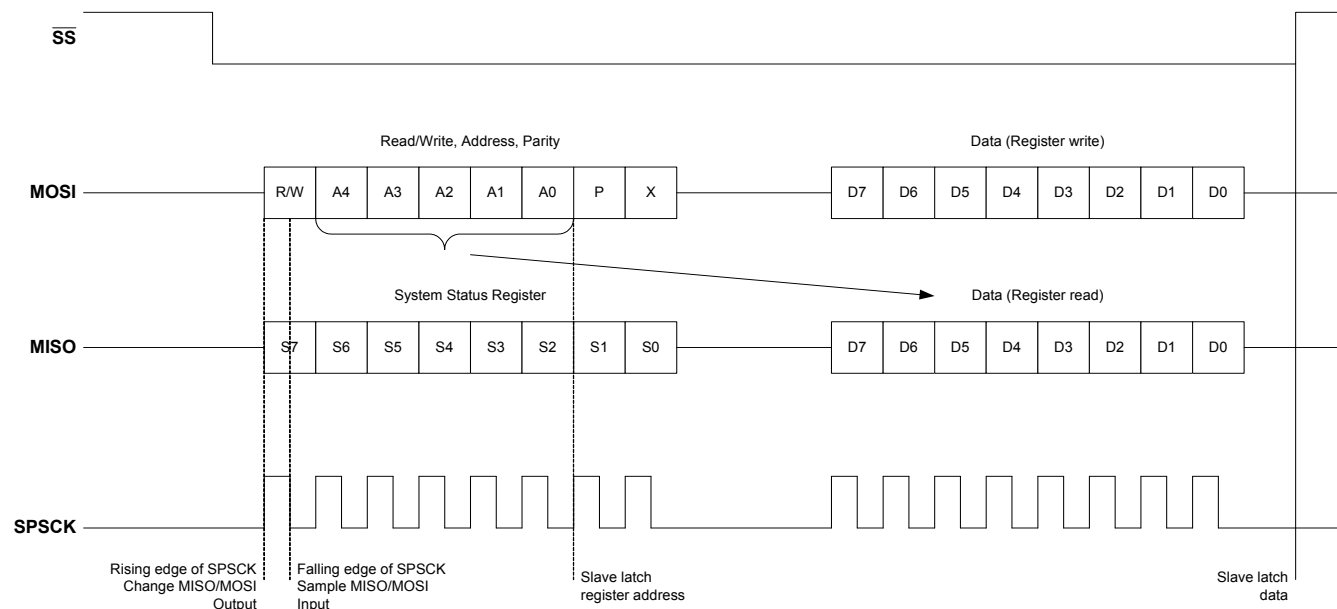 SS
Read/Write, Address, Parity
Data (Register write)
MOSI
R/W A4 A3 A2 A1 A0 P X
D7 D6 D5 D4 D3 D2 D1 D0
System Status Register
Data (Register read)
MISO
S7 S6 S5 S4 S3 S2 S1 S0
D7 D6 D5 D4 D3 D2 D1 D0
SPSCK
Rising edge of SPSCK
Change MISO/MOSI
Output
Falling edge of SPSCK
Sample MISO/MOSI
Input
Slave latch
register address
Slave latch
data